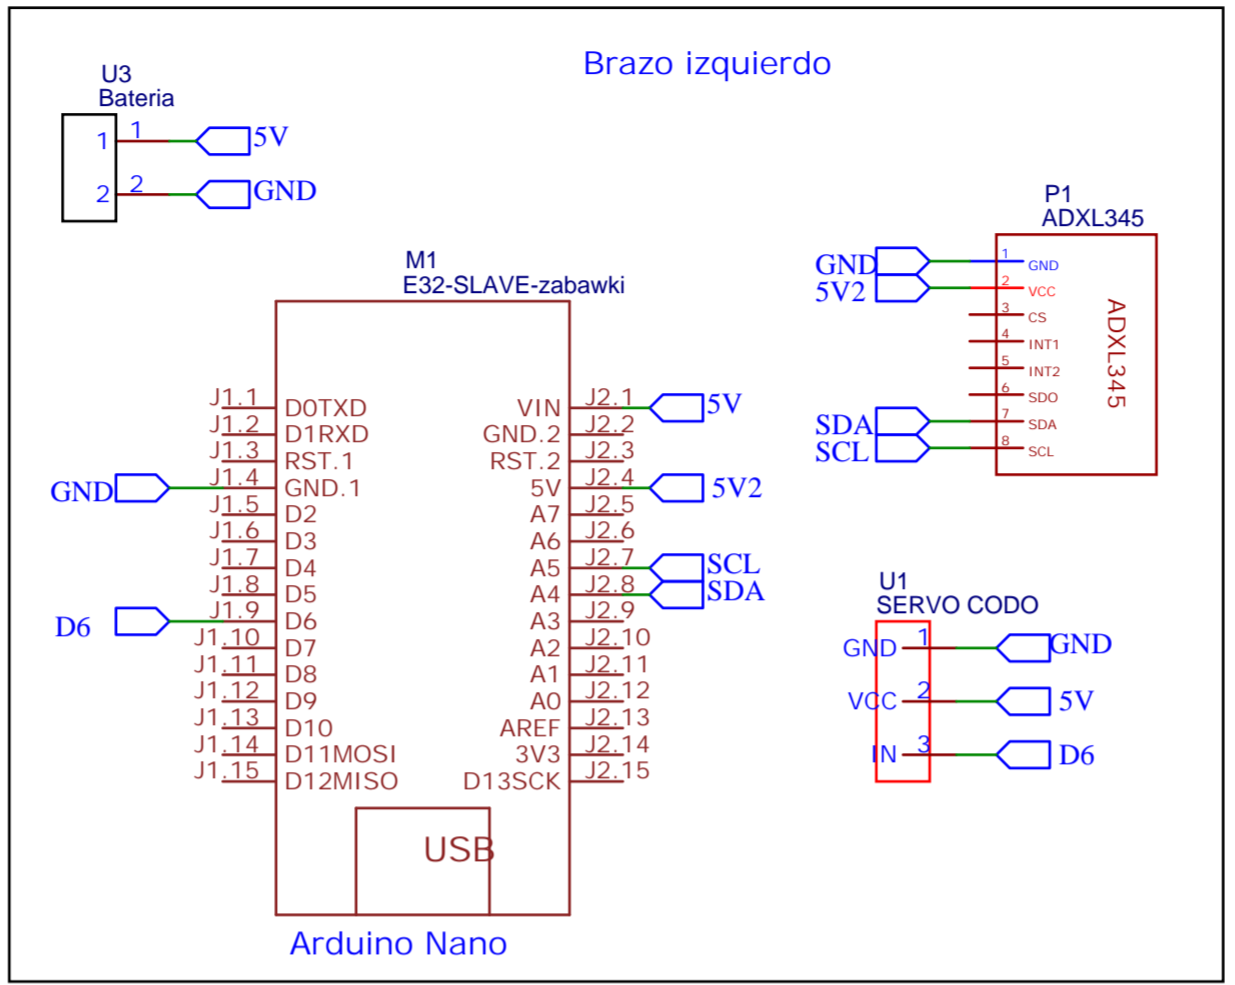 Brazo izquierdo
U3
Bateria
1 1 5V
2 2 GND
P1
ADXL345
GND 1 GND
5V2 2 VCC
3 CS
4 INT1
5 INT2
6 SDO
SDA 7 SDA
SCL 8 SCL
ADXL345
M1
E32-SLAVE-zabawki
J1.1 D0TXD VIN J2.1 5V
J1.2 D1RXD GND.2 J2.2
J1.3 RST.1 RST.2 J2.3
GND J1.4 GND.1 5V J2.4 5V2
J1.5 D2 A7 J2.5
J1.6 D3 A6 J2.6
J1.7 D4 A5 J2.7 SCL
J1.8 D5 A4 J2.8 SDA
D6 J1.9 D6 A3 J2.9
J1.10 D7 A2 J2.10
J1.11 D8 A1 J2.11
J1.12 D9 A0 J2.12
J1.13 D10 AREF J2.13
J1.14 D11MOSI 3V3 J2.14
J1.15 D12MISO D13SCK J2.15
USB
Arduino Nano
U1
SERVO CODO
GND 1 GND
VCC 2 5V
IN 3 D6